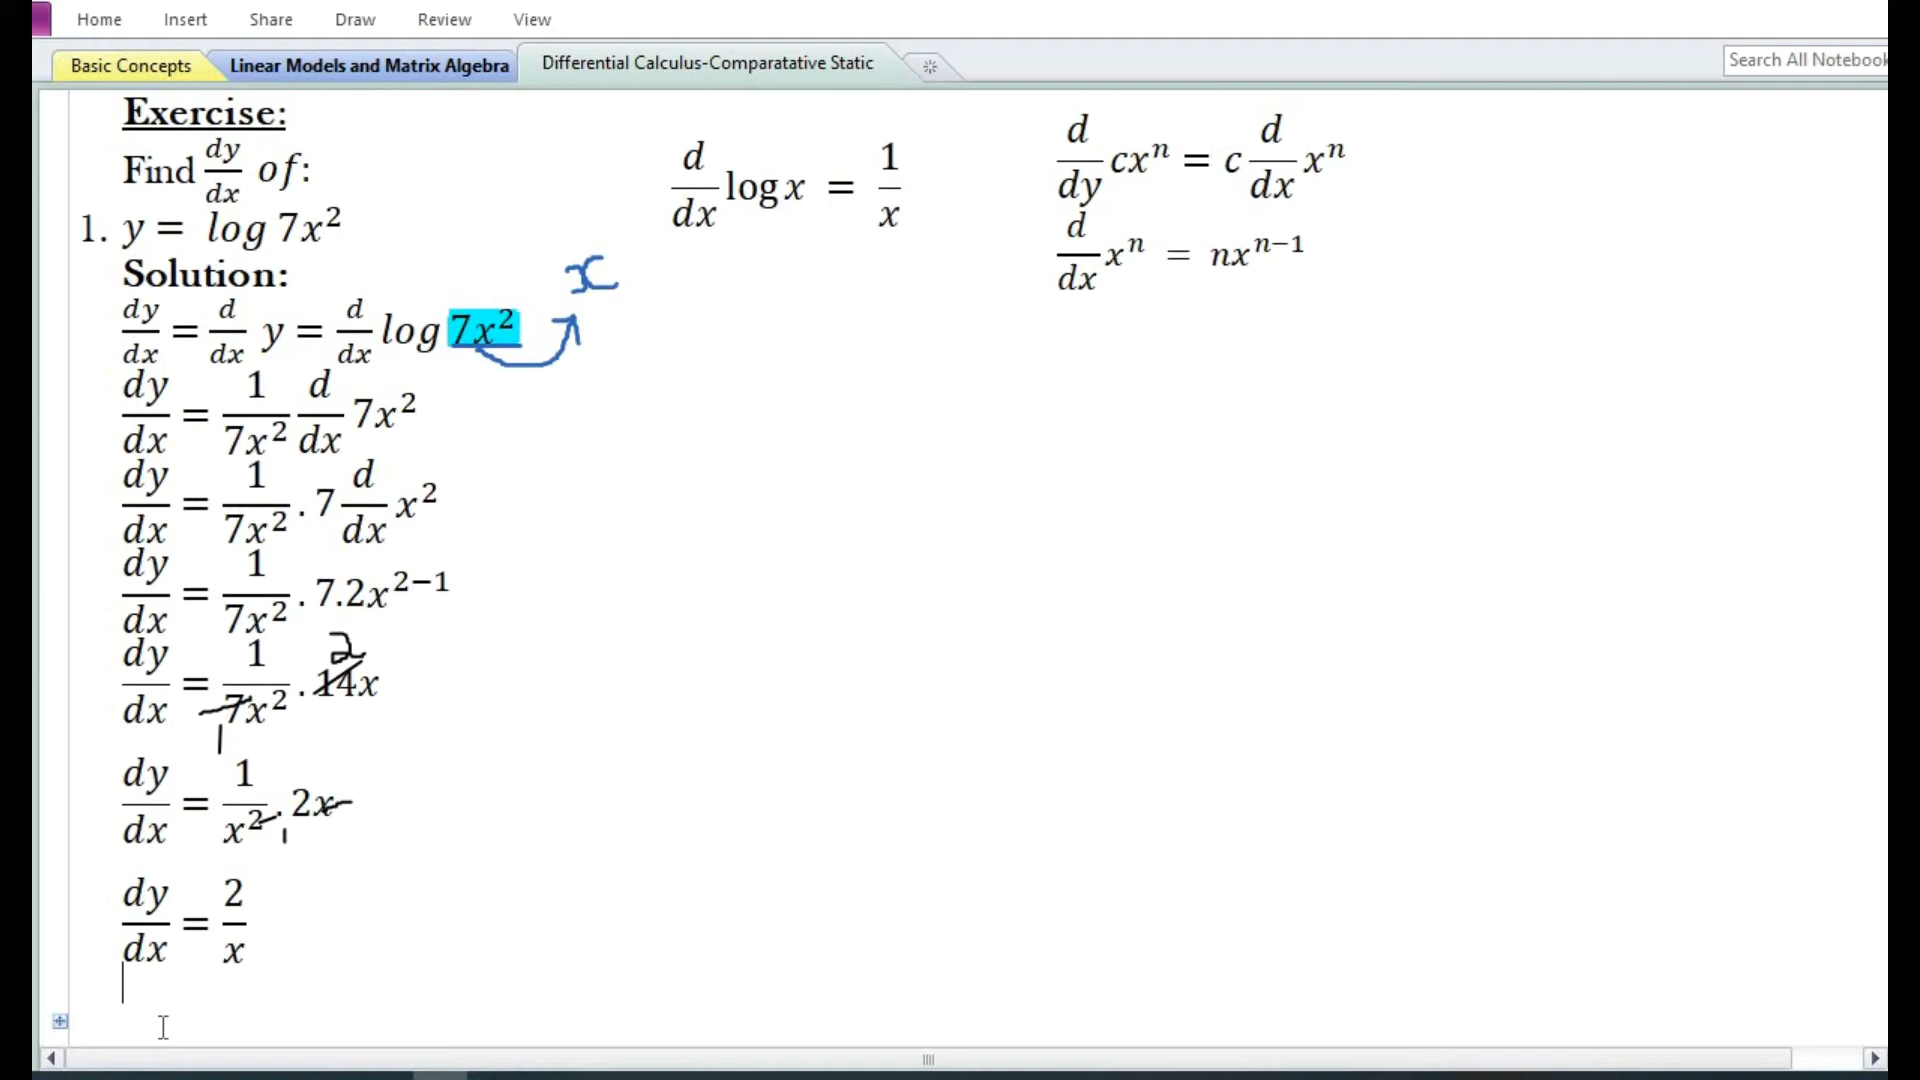 Home Insert Share Draw Review View
Basic Concepts Linear Models and Matrix Algebra Differential Calculus-Comparatative Static Search All Notebook
Exercise:
Find dy/dx of:
1. y = log 7x²
Solution:
dy/dx = d/dx y = d/dx log 7x²
x
dy/dx = 1/7x² d/dx 7x²
dy/dx = 1/7x² . 7 d/dx x²
dy/dx = 1/7x² . 7.2x²⁻¹
2
dy/dx = 1/7x² . 14x
1
dy/dx = 1/x² . 2x
1
dy/dx = 2/x
d/dx log x = 1/x
d/dy cxⁿ = c d/dx xⁿ
d/dx xⁿ = nxⁿ⁻¹